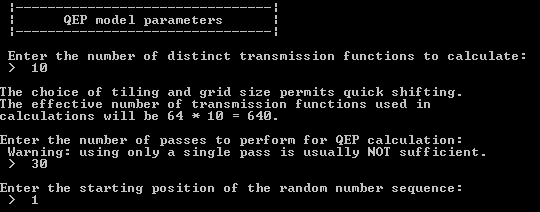 |--------------------------------|
|      QEP model parameters      |
|--------------------------------|
Enter the number of distinct transmission functions to calculate:
> 10
The choice of tiling and grid size permits quick shifting.
The effective number of transmission functions used in
calculations will be 64 * 10 = 640.
Enter the number of passes to perform for QEP calculation:
Warning: using only a single pass is usually NOT sufficient.
> 30
Enter the starting position of the random number sequence:
> 1